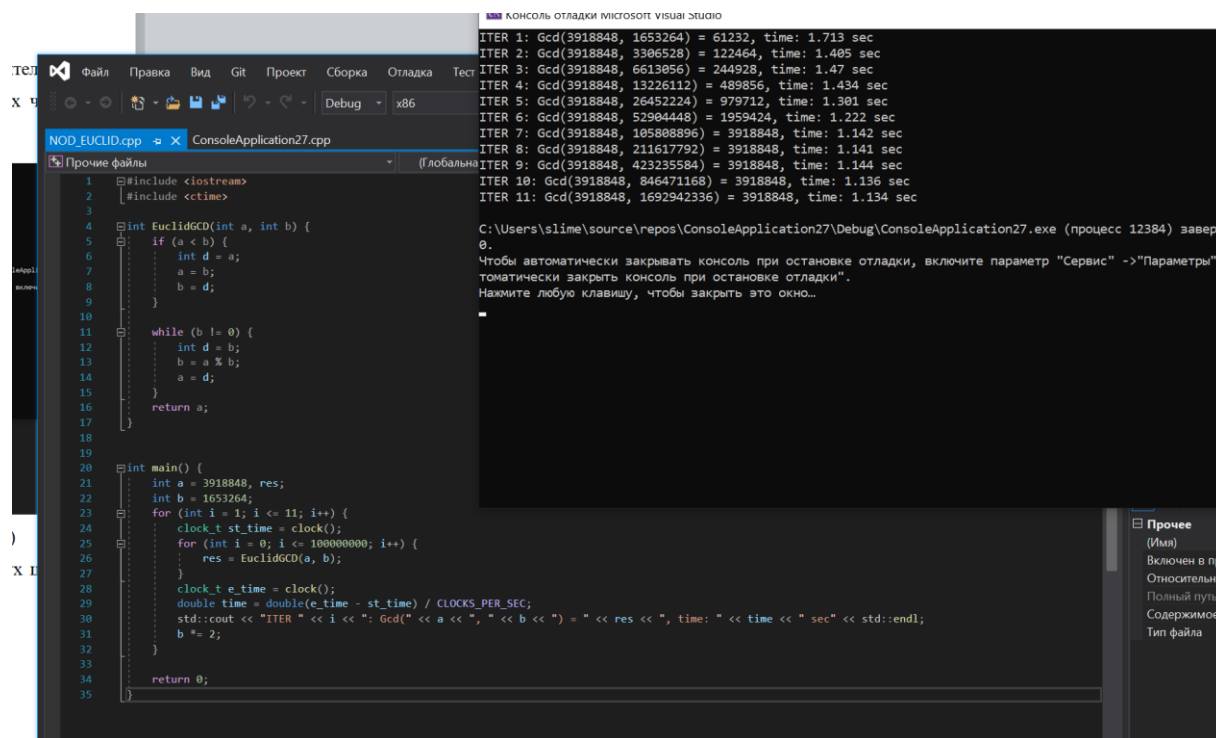 Консоль отладки Microsoft Visual Studio
ITER 1: Gcd(3918848, 1653264) = 61232, time: 1.713 sec
ITER 2: Gcd(3918848, 3306528) = 122464, time: 1.405 sec
ITER 3: Gcd(3918848, 6613056) = 244928, time: 1.47 sec
ITER 4: Gcd(3918848, 13226112) = 489856, time: 1.434 sec
ITER 5: Gcd(3918848, 26452224) = 979712, time: 1.301 sec
ITER 6: Gcd(3918848, 52904448) = 1959424, time: 1.222 sec
ITER 7: Gcd(3918848, 105808896) = 3918848, time: 1.142 sec
ITER 8: Gcd(3918848, 211617792) = 3918848, time: 1.141 sec
ITER 9: Gcd(3918848, 423235584) = 3918848, time: 1.144 sec
ITER 10: Gcd(3918848, 846471168) = 3918848, time: 1.136 sec
ITER 11: Gcd(3918848, 1692942336) = 3918848, time: 1.134 sec
C:\Users\slime\source\repos\ConsoleApplication27\Debug\ConsoleApplication27.exe (процесс 12384) завер
0.
Чтобы автоматически закрывать консоль при остановке отладки, включите параметр "Сервис" ->"Параметры"
томатически закрыть консоль при остановке отладки".
Нажмите любую клавишу, чтобы закрыть это окно…
Файл Правка Вид Git Проект Сборка Отладка Тест
Debug x86
NOD_EUCLID.cpp ConsoleApplication27.cpp
Прочие файлы (Глобальна
1 #include <iostream>
2 #include <ctime>
3
4 int EuclidGCD(int a, int b) {
5 if (a < b) {
6 int d = a;
7 a = b;
8 b = d;
9 }
10
11 while (b != 0) {
12 int d = b;
13 b = a % b;
14 a = d;
15 }
16 return a;
17 }
18
19
20 int main() {
21 int a = 3918848, res;
22 int b = 1653264;
23 for (int i = 1; i <= 11; i++) {
24 clock_t st_time = clock();
25 for (int i = 0; i <= 100000000; i++) {
26 res = EuclidGCD(a, b);
27 }
28 clock_t e_time = clock();
29 double time = double(e_time - st_time) / CLOCKS_PER_SEC;
30 std::cout << "ITER " << i << ": Gcd(" << a << ", " << b << ") = " << res << ", time: " << time << " sec" << std::endl;
31 b *= 2;
32 }
33
34 return 0;
35 }
Прочее
(Имя)
Включен в п
Относительн
Полный путь
Содержимое
Тип файла